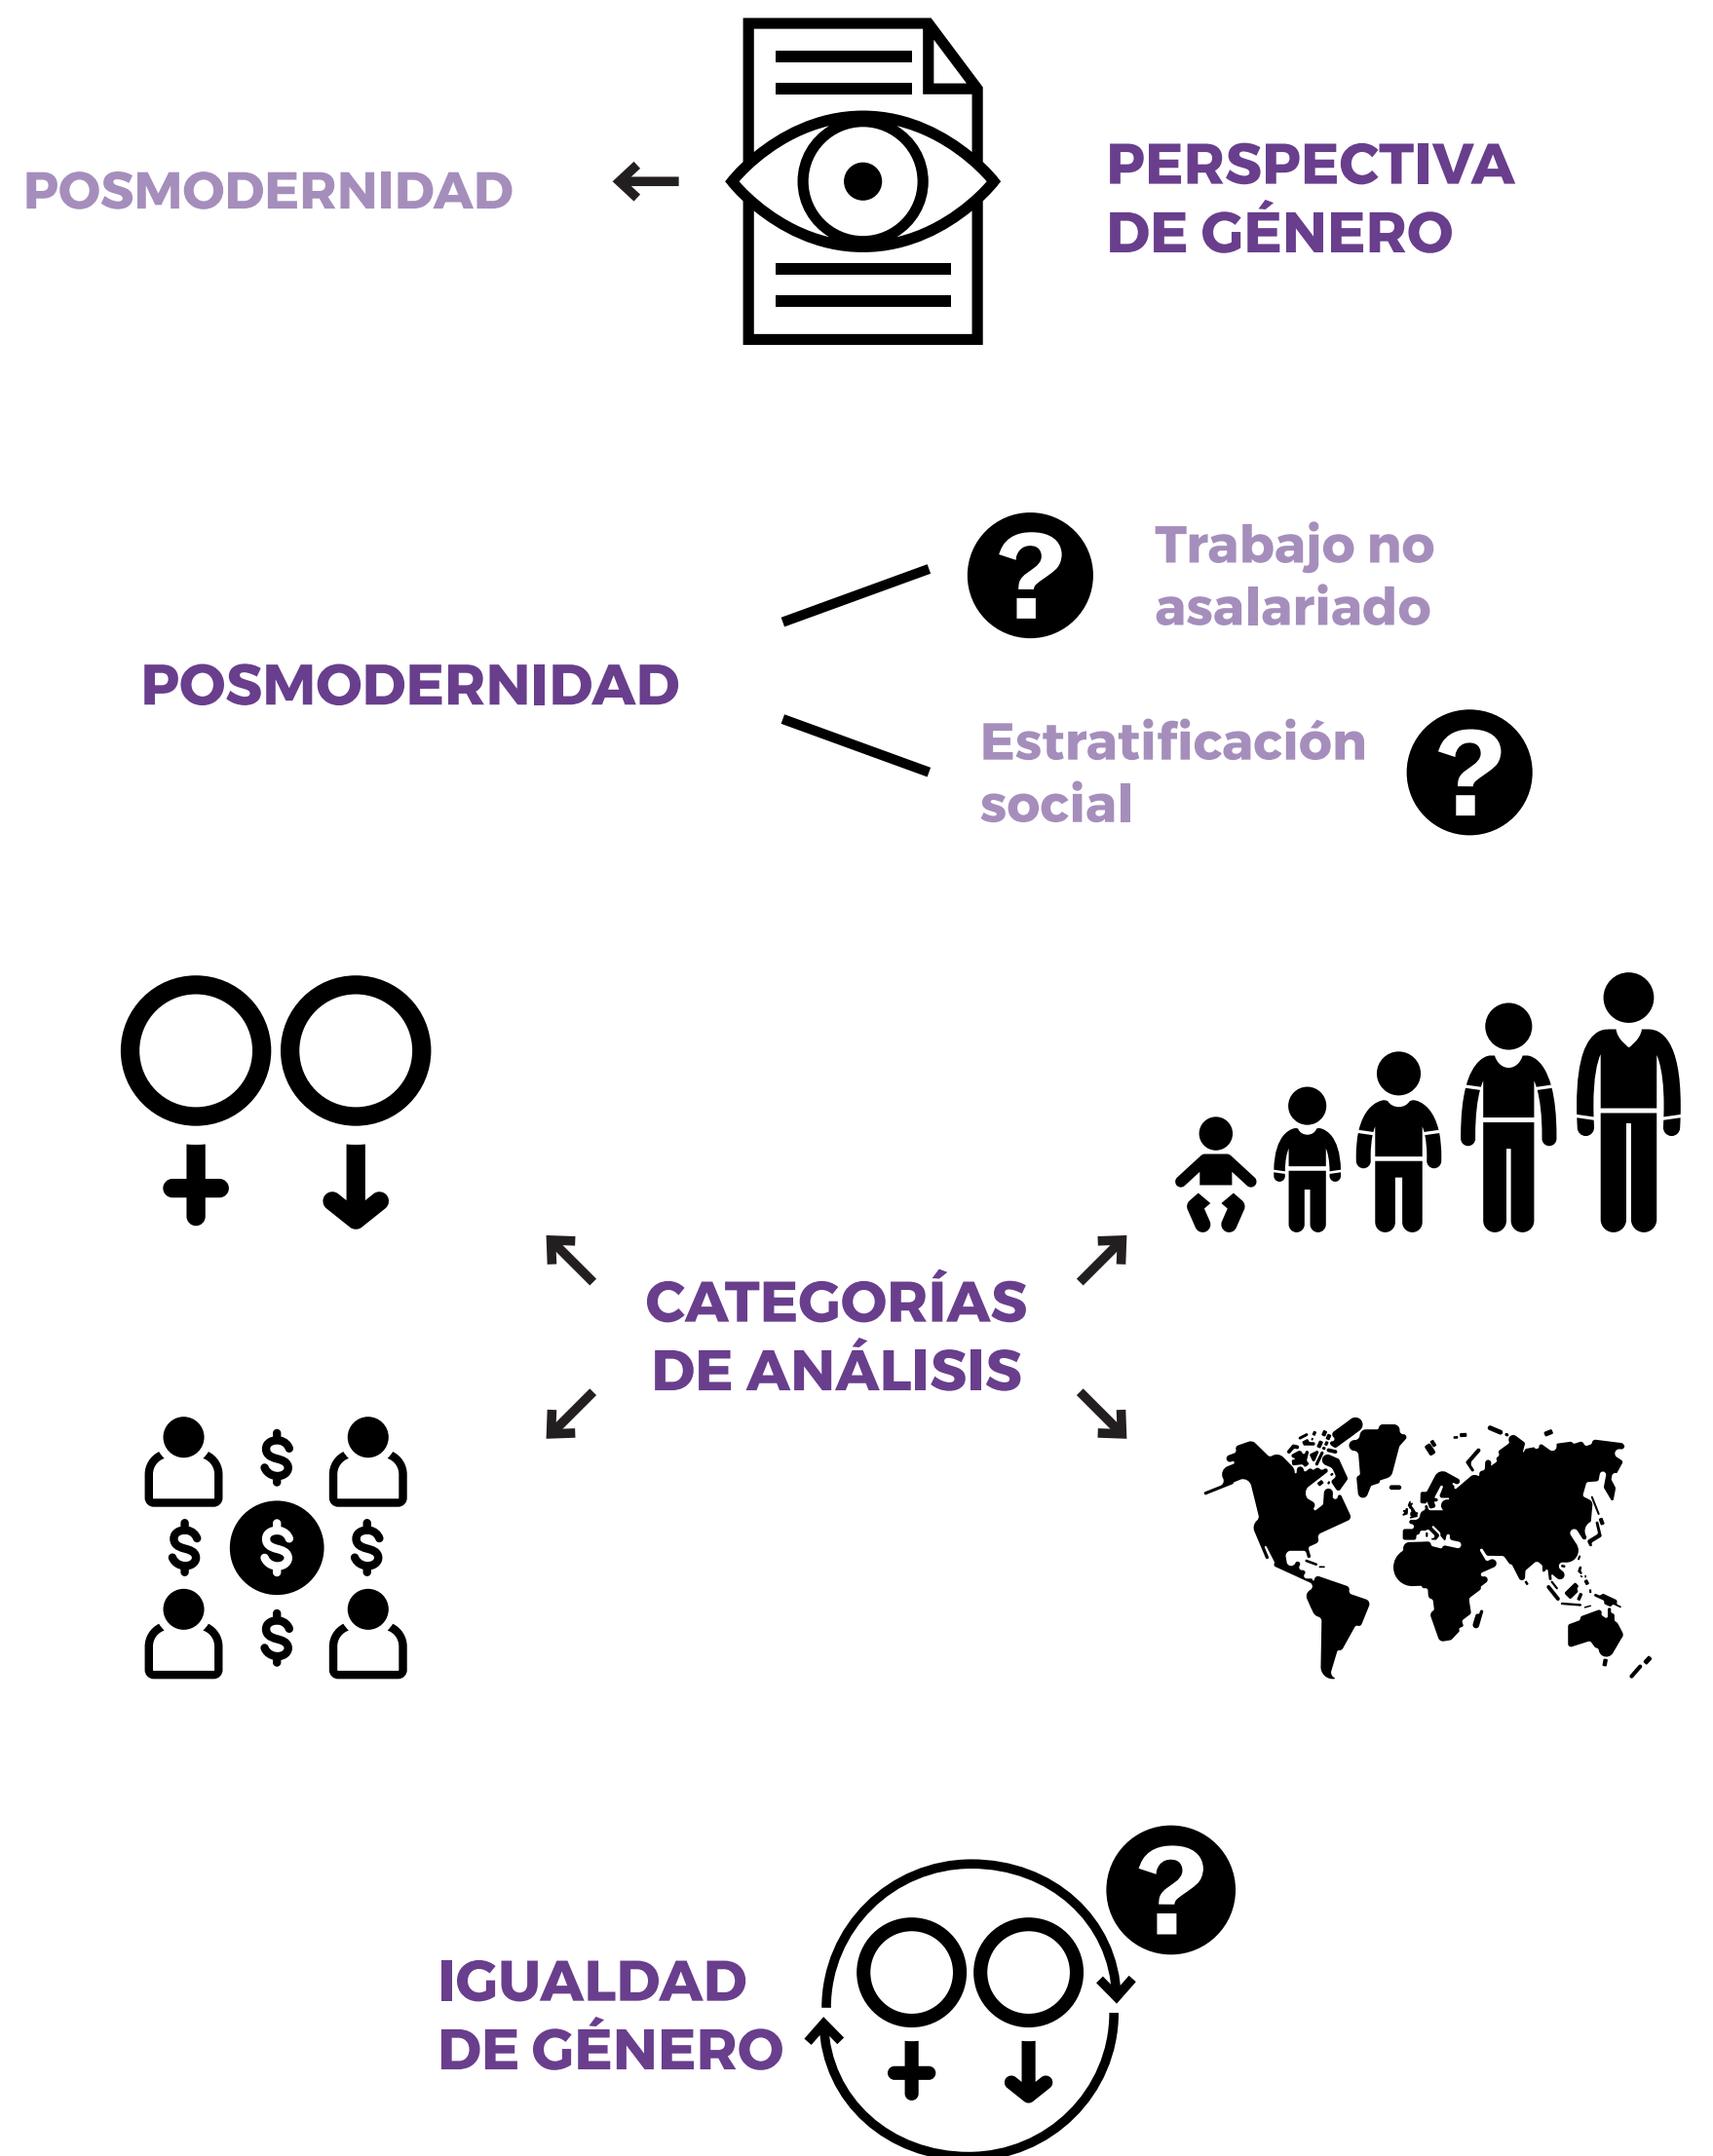 POSMODERNIDAD
PERSPECTIVA
DE GÉNERO
?
Trabajo no
asalariado
POSMODERNIDAD
Estratificación
social
?
CATEGORÍAS
DE ANÁLISIS
$
$ $ $
$
?
IGUALDAD
DE GÉNERO